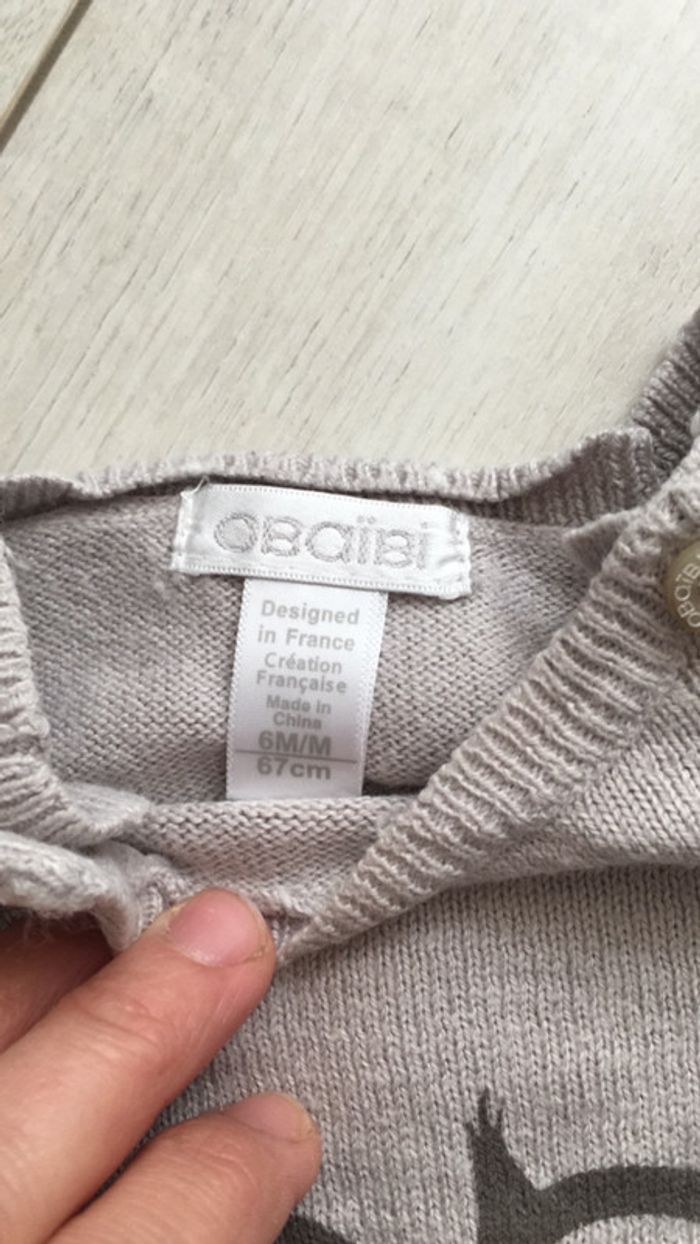 OBAÏBI
Designed
in France
Création
Française
Made in
China
6M/M
67cm